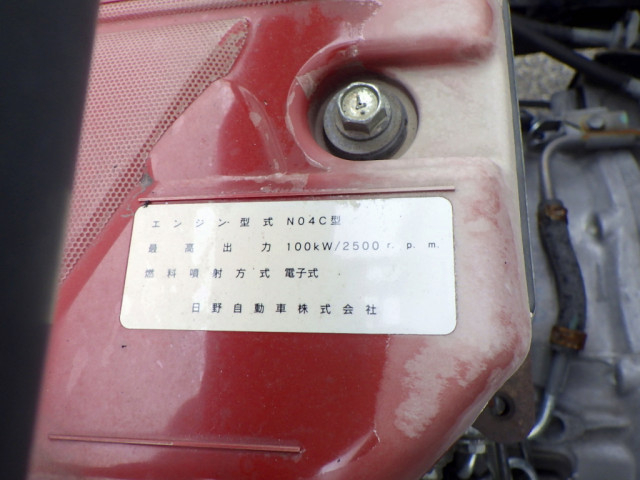 エンジン型式 N04C型
最高出力 100kW/2500 r. p. m.
燃料噴射方式 電子式
日野自動車株式会社